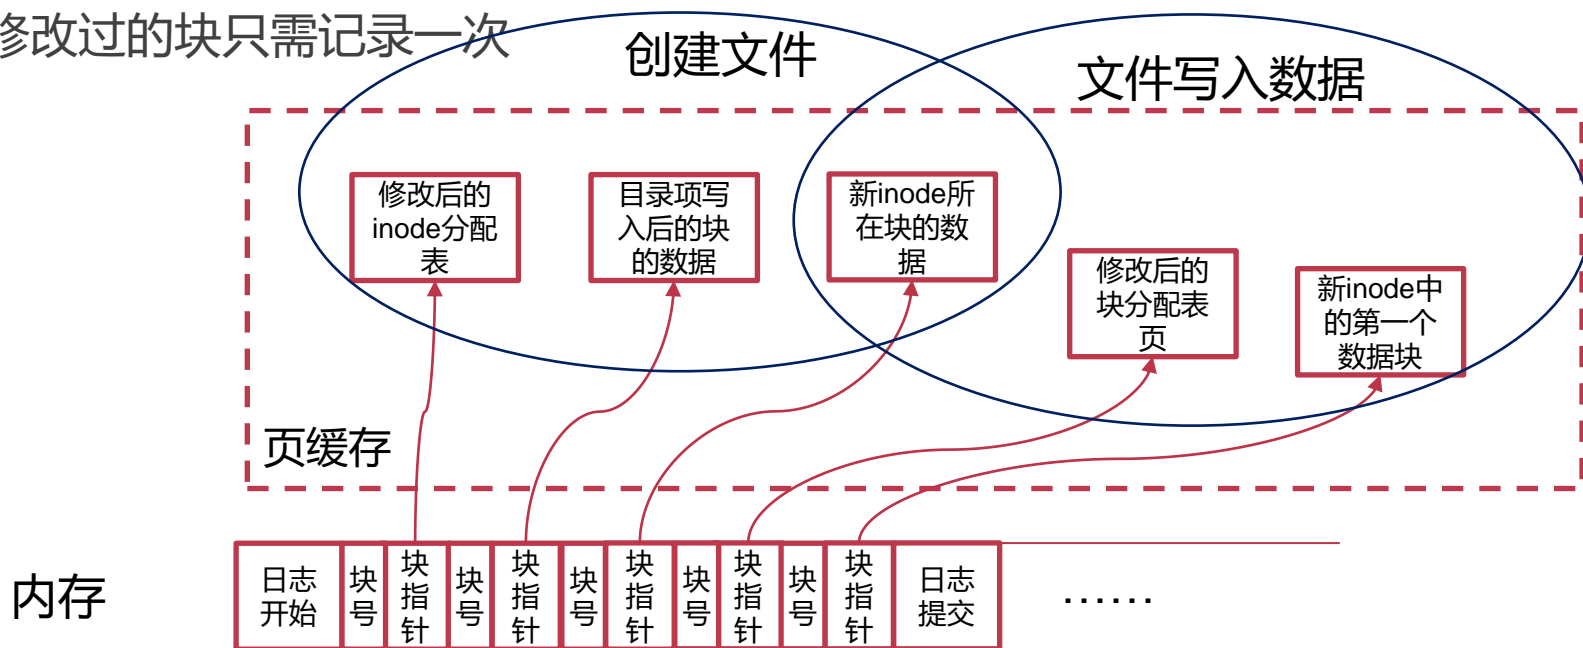 修改过的块只需记录一次
创建文件
文件写入数据
修改后的
inode分配
表
目录项写
入后的块
的数据
新inode所
在块的数
据
修改后的
块分配表
页
新inode中
的第一个
数据块
页缓存
内存
日志
开始
块
号
块
指
针
块
号
块
指
针
块
号
块
指
针
块
号
块
指
针
块
号
块
指
针
日志
提交
……